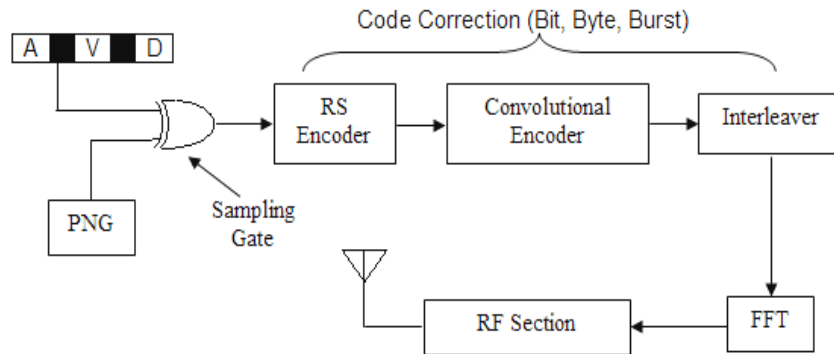 Code Correction (Bit, Byte, Burst)
A V D
RS
Encoder
Convolutional
Encoder
Interleaver
PNG
Sampling
Gate
RF Section
FFT